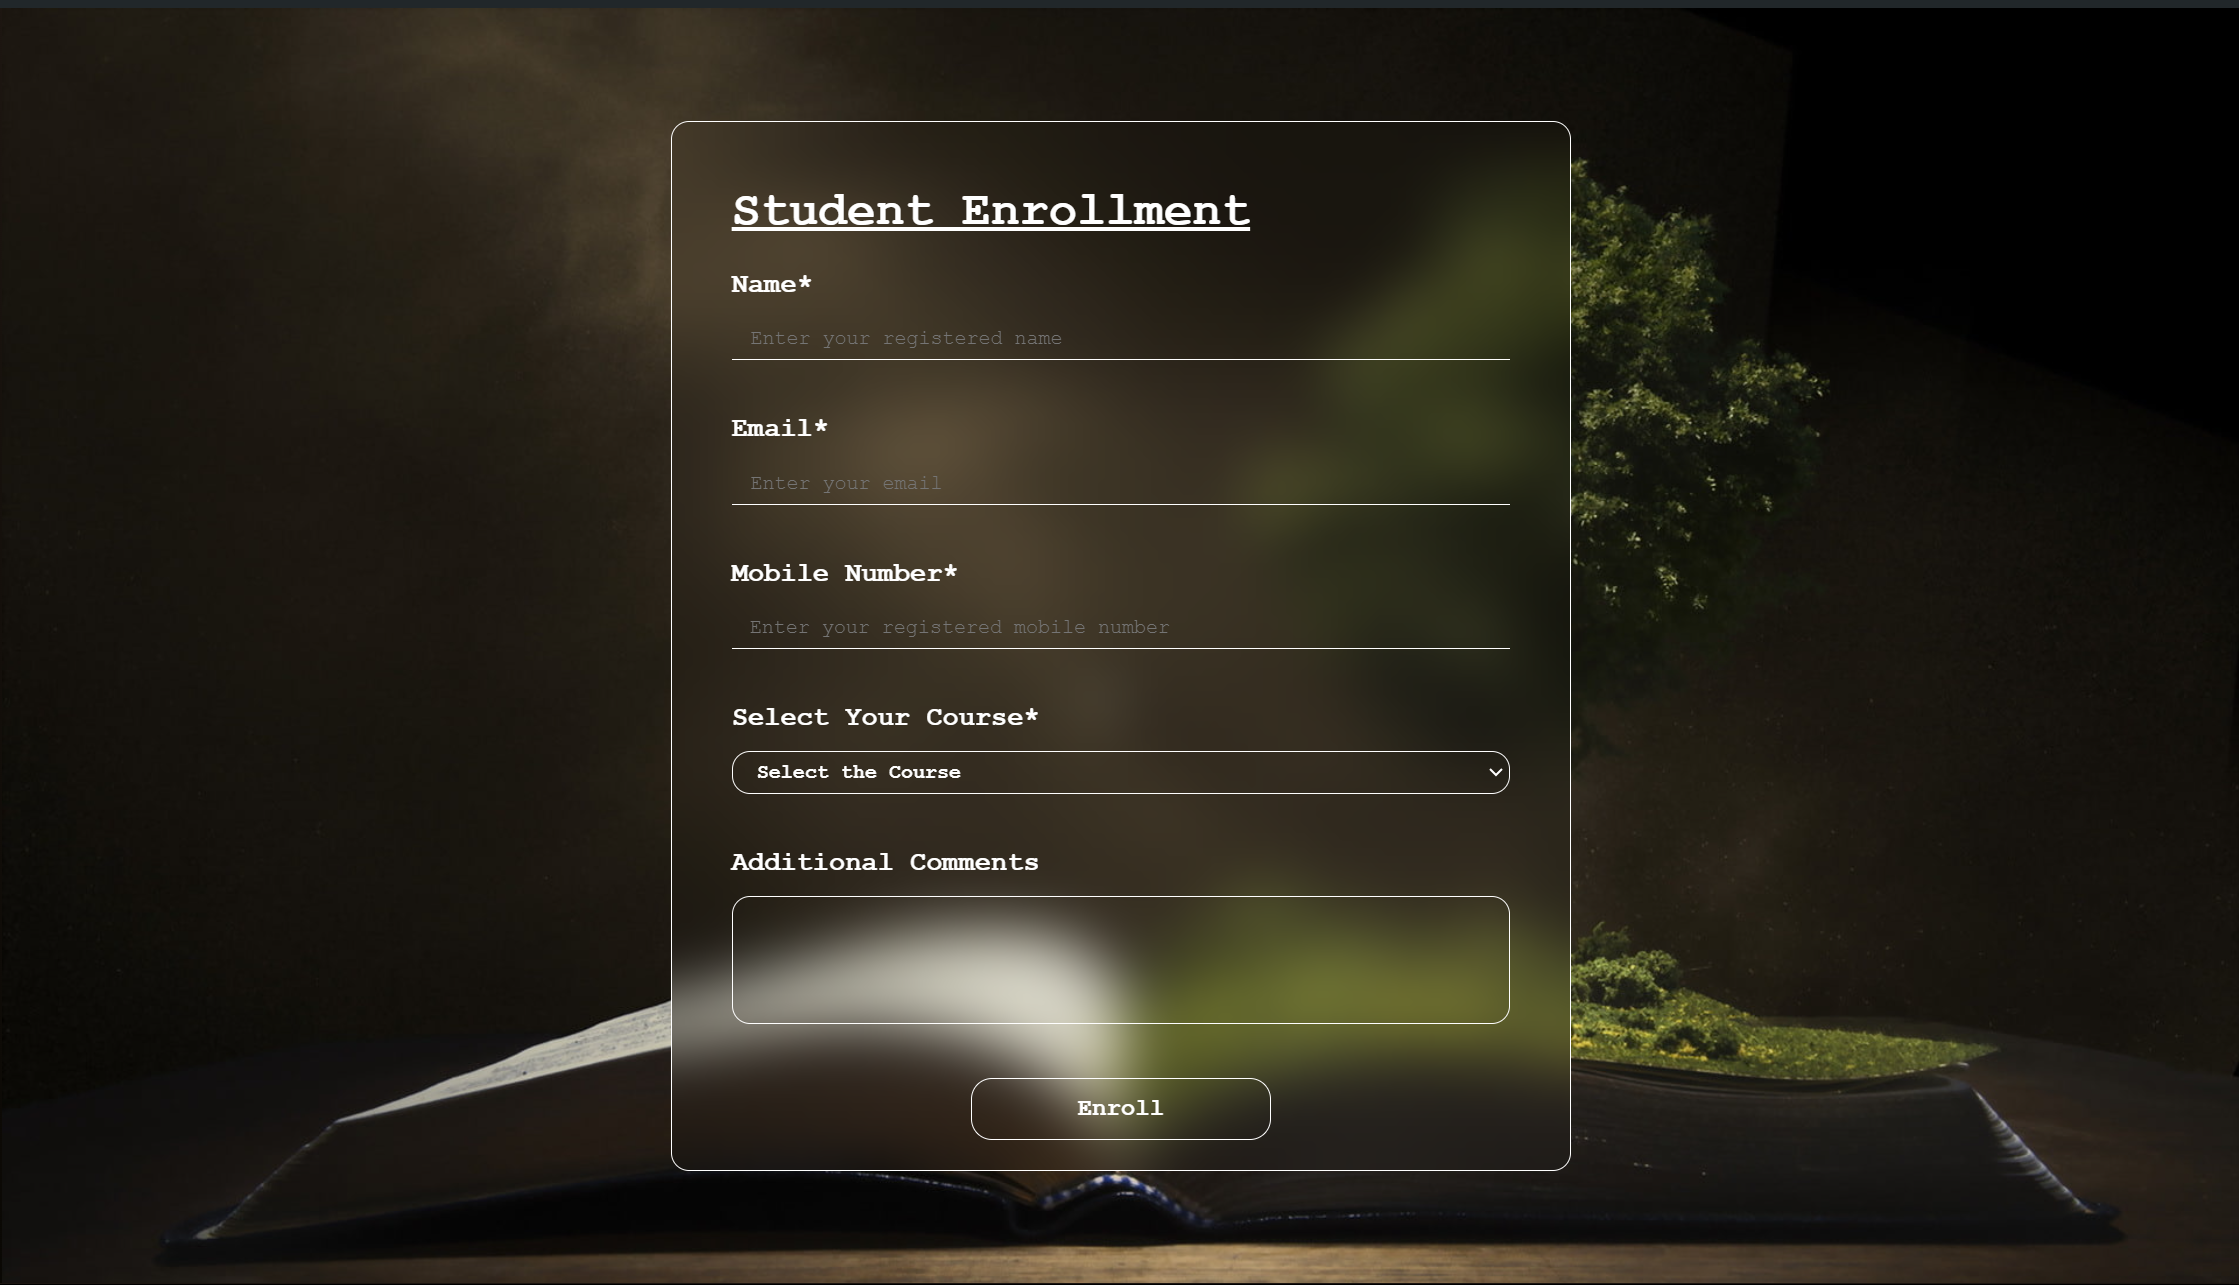 Student Enrollment
Name*
Enter your registered name
Email*
Enter your email
Mobile Number*
Enter your registered mobile number
Select Your Course*
Select the Course
Additional Comments
Enroll